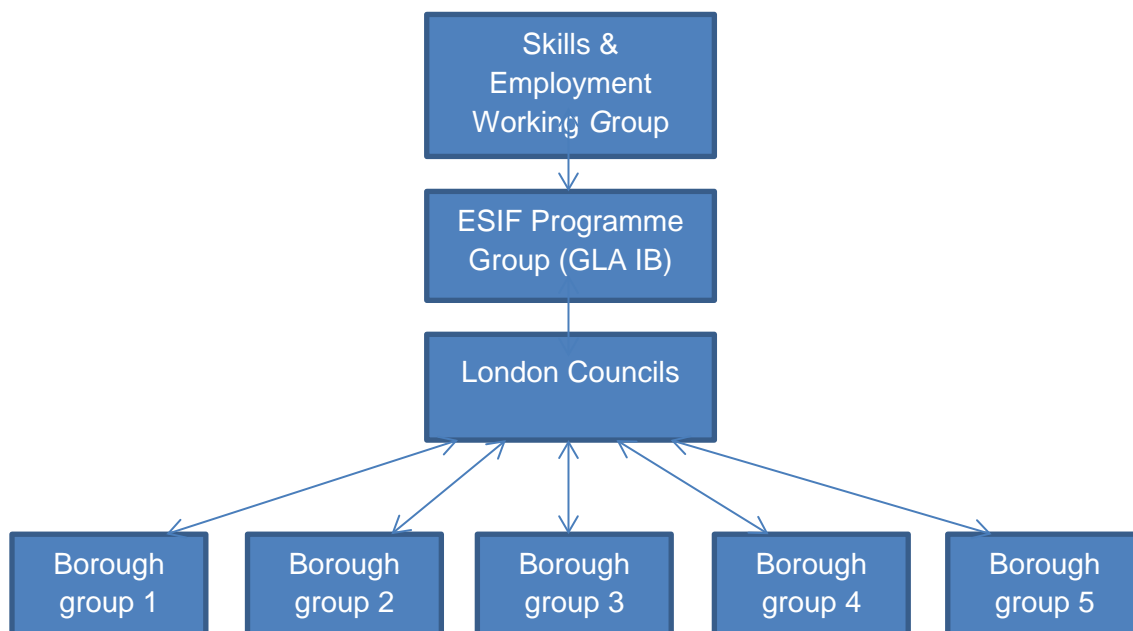 Skills &
Employment
Working Group
ESIF Programme
Group (GLA IB)
London Councils
Borough
group 1
Borough
group 2
Borough
group 3
Borough
group 4
Borough
group 5